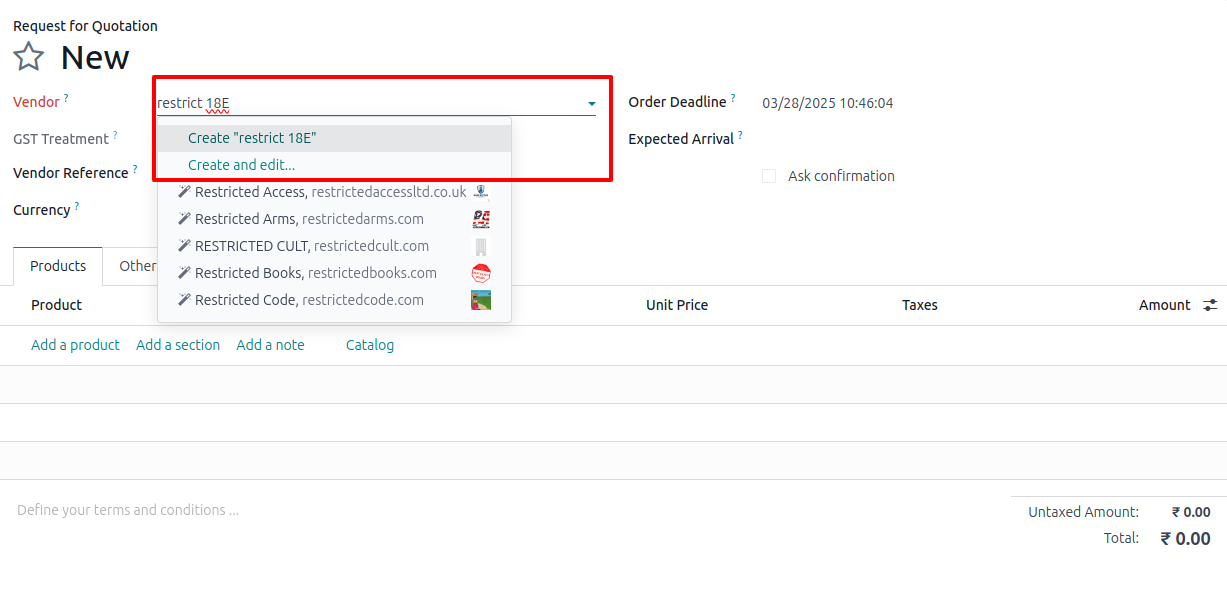 Request for Quotation
New
Vendor ? restrict 18E Order Deadline ? 03/28/2025 10:46:04
GST Treatment ? Create "restrict 18E" Expected Arrival ?
Create and edit...
Vendor Reference ? Ask confirmation
Restricted Access, restrictedaccessltd.co.uk
Currency ? Restricted Arms, restrictedarms.com
RESTRICTED CULT, restrictedcult.com
Products Other Restricted Books, restrictedbooks.com
Restricted Code, restrictedcode.com
Product Unit Price Taxes Amount
Add a product Add a section Add a note Catalog
Define your terms and conditions ... Untaxed Amount: ₹ 0.00
Total: ₹ 0.00